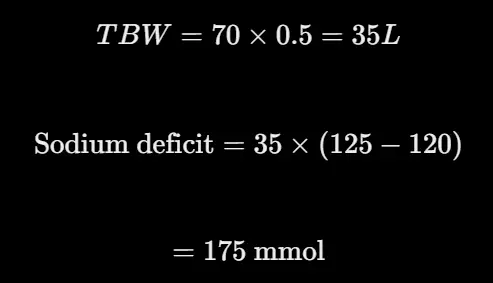 TBW = 70 × 0.5 = 35L
Sodium deficit = 35 × (125 − 120)
= 175 mmol